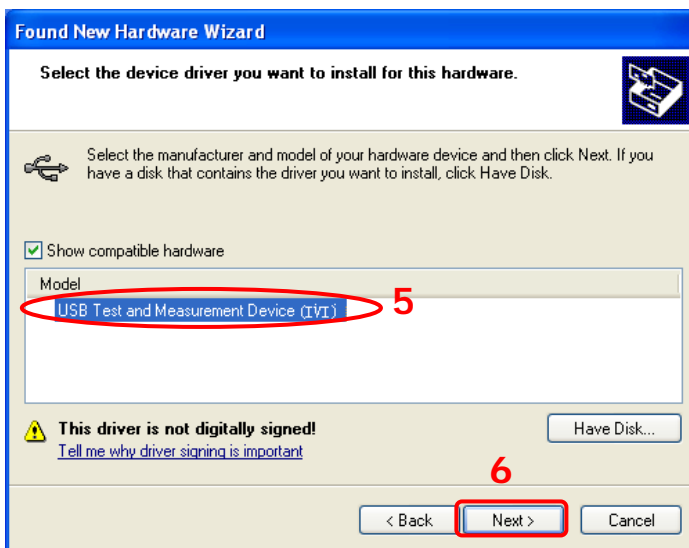 Found New Hardware Wizard
Select the device driver you want to install for this hardware.
Select the manufacturer and model of your hardware device and then click Next. If you
have a disk that contains the driver you want to install, click Have Disk.
Show compatible hardware
Model
USB Test and Measurement Device (IVI)
5
This driver is not digitally signed!
Tell me why driver signing is important
Have Disk...
6
< Back
Next >
Cancel